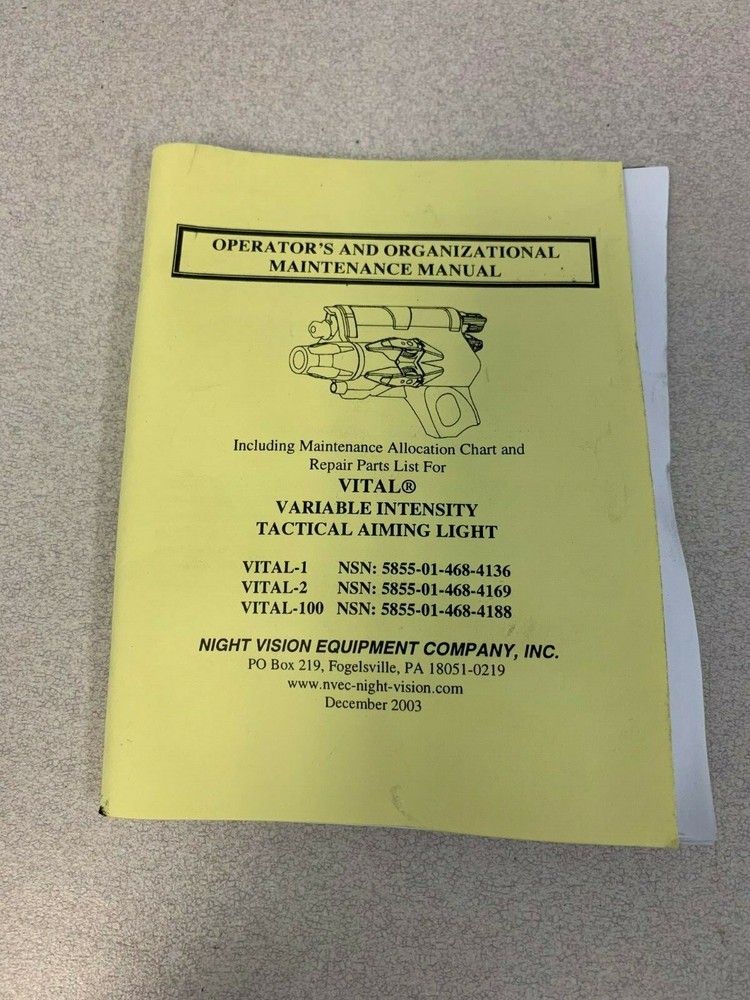 OPERATOR'S AND ORGANIZATIONAL
MAINTENANCE MANUAL
Including Maintenance Allocation Chart and
Repair Parts List For
VITAL®
VARIABLE INTENSITY
TACTICAL AIMING LIGHT
VITAL-1 NSN: 5855-01-468-4136
VITAL-2 NSN: 5855-01-468-4169
VITAL-100 NSN: 5855-01-468-4188
NIGHT VISION EQUIPMENT COMPANY, INC.
PO Box 219, Fogelsville, PA 18051-0219
www.nvec-night-vision.com
December 2003